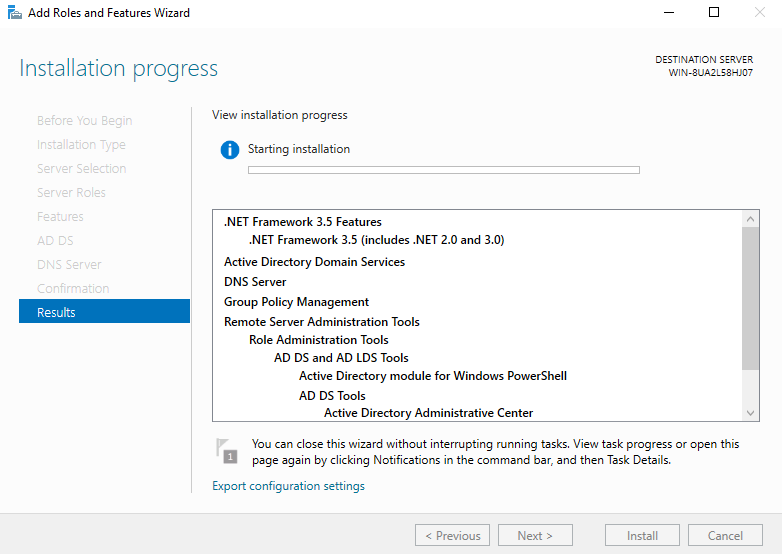 Add Roles and Features Wizard
Installation progress
DESTINATION SERVER
WIN-8UA2L58HJ07
Before You Begin
Installation Type
Server Selection
Server Roles
Features
AD DS
DNS Server
Confirmation
Results
View installation progress
Starting installation
.NET Framework 3.5 Features
.NET Framework 3.5 (includes .NET 2.0 and 3.0)
Active Directory Domain Services
DNS Server
Group Policy Management
Remote Server Administration Tools
Role Administration Tools
AD DS and AD LDS Tools
Active Directory module for Windows PowerShell
AD DS Tools
Active Directory Administrative Center
1
You can close this wizard without interrupting running tasks. View task progress or open this
page again by clicking Notifications in the command bar, and then Task Details.
Export configuration settings
< Previous
Next >
Install
Cancel